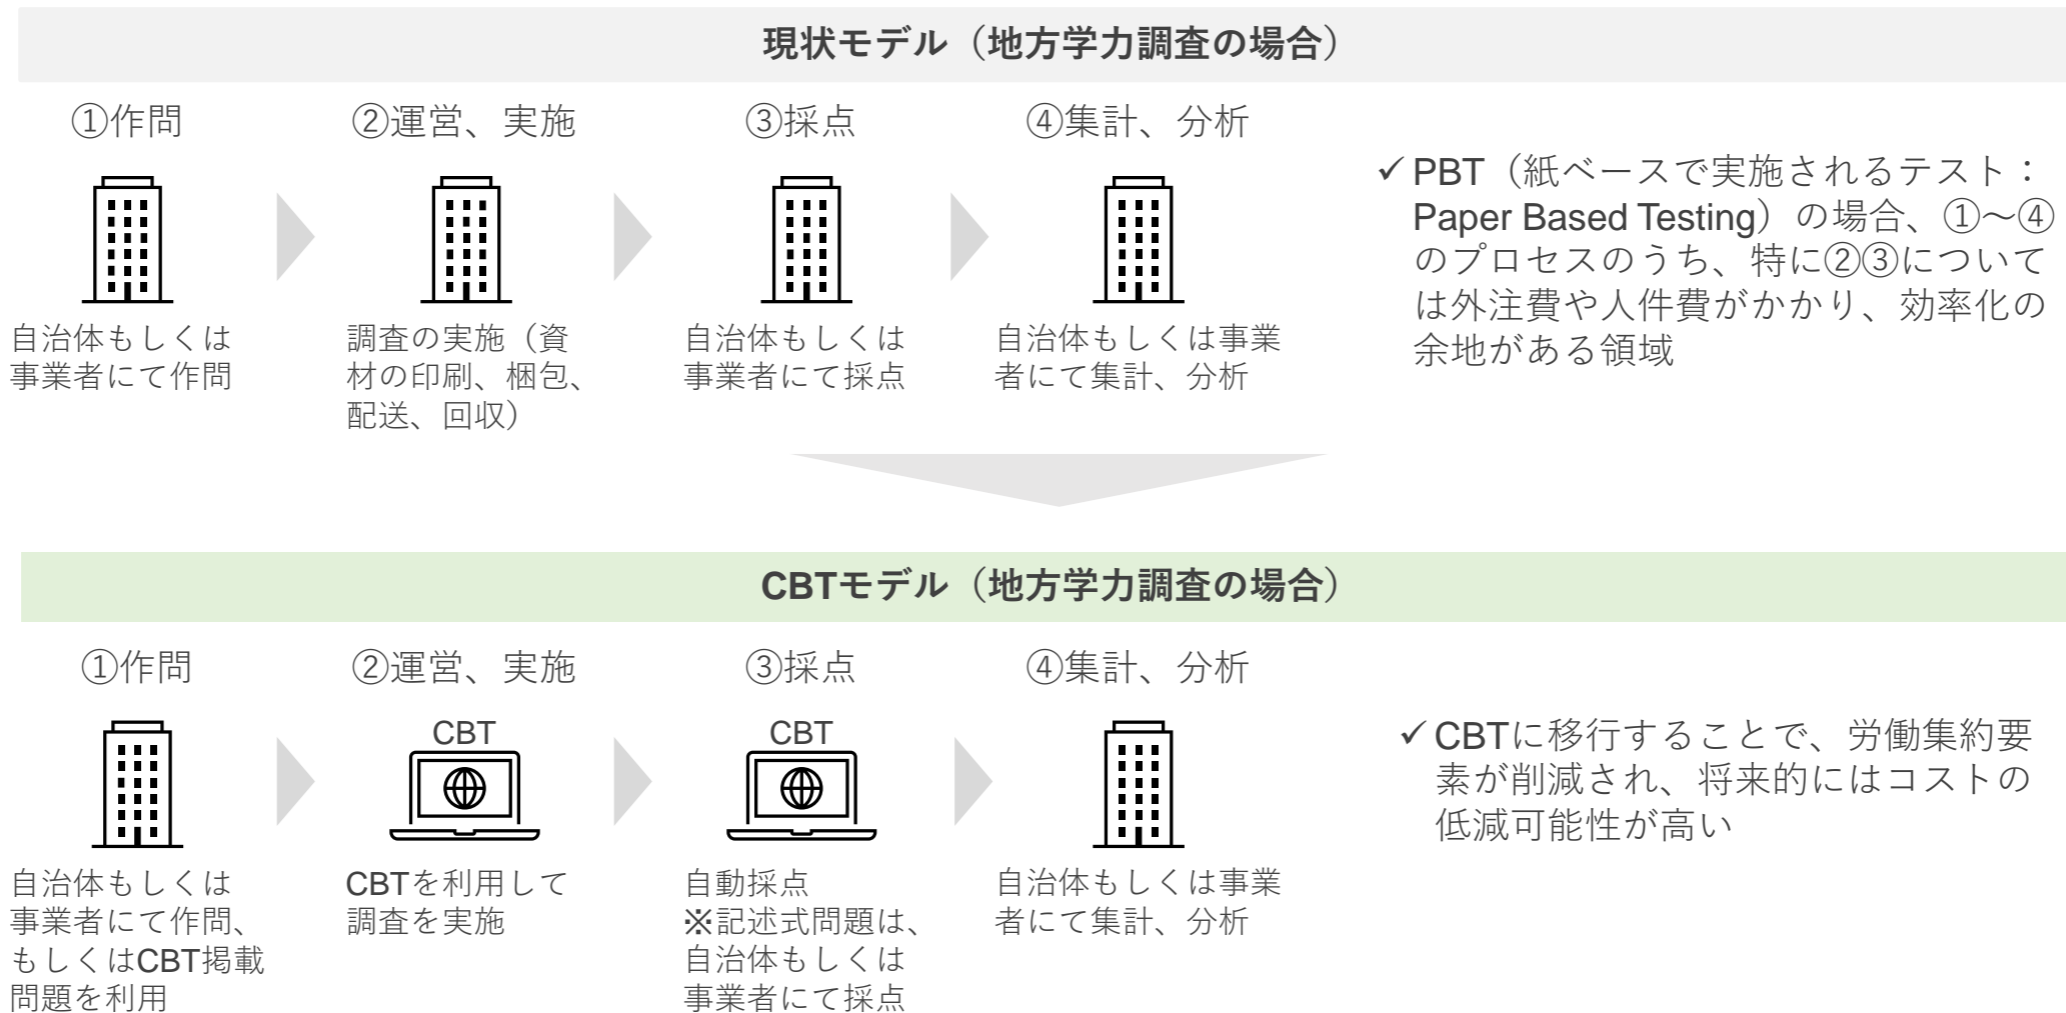 現状モデル（地方学力調査の場合）
①作問
②運営、実施
③採点
④集計、分析
自治体もしくは
事業者にて作問
調査の実施（資
材の印刷、梱包、
配送、回収）
自治体もしくは
事業者にて採点
自治体もしくは事業
者にて集計、分析
✓PBT（紙ベースで実施されるテスト：
Paper Based Testing）の場合、①～④
のプロセスのうち、特に②③について
は外注費や人件費がかかり、効率化の
余地がある領域
CBTモデル（地方学力調査の場合）
①作問
②運営、実施
③採点
④集計、分析
CBT
CBT
自治体もしくは
事業者にて作問、
もしくはCBT掲載
問題を利用
CBTを利用して
調査を実施
自動採点
※記述式問題は、
自治体もしくは
事業者にて採点
自治体もしくは事業
者にて集計、分析
✓CBTに移行することで、労働集約要
素が削減され、将来的にはコストの
低減可能性が高い